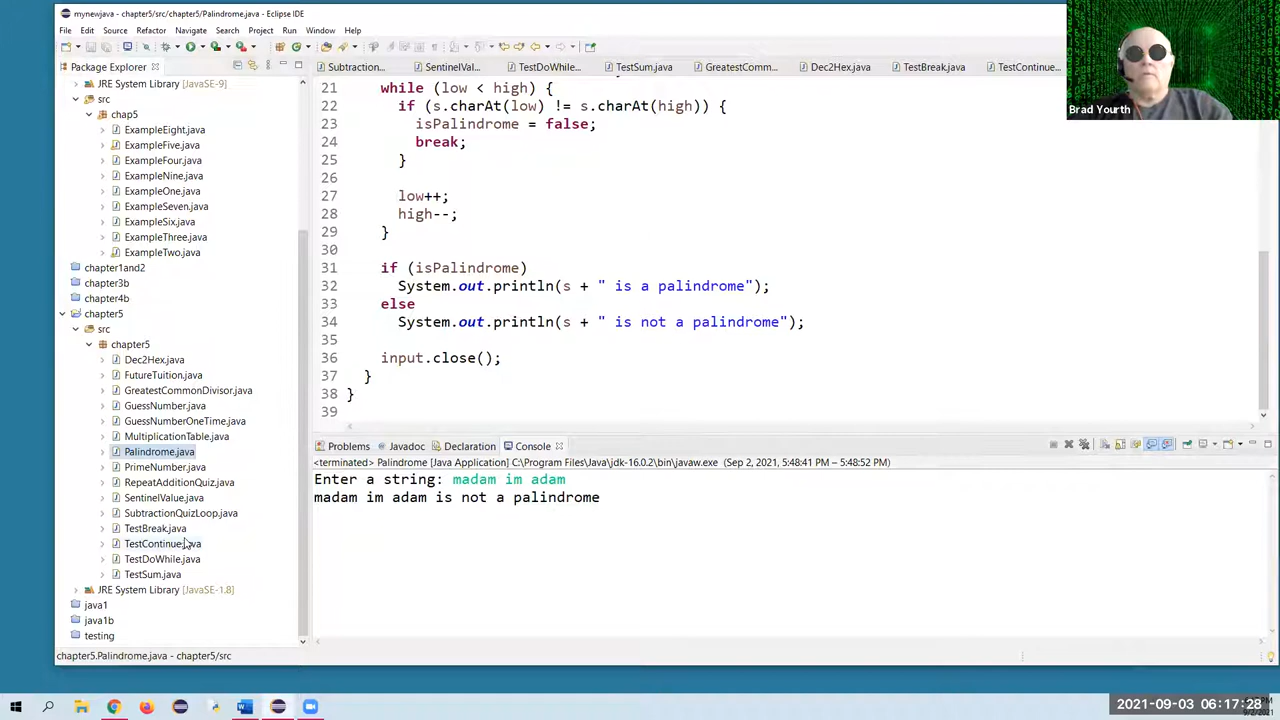 mynewjava - chapter5/src/chapter5/Palindrome.java - Eclipse IDE
File Edit Source Refactor Navigate Search Project Run Window Help
Package Explorer
JRE System Library [JavaSE-9]
src
chap5
ExampleEight.java
ExampleFive.java
ExampleFour.java
ExampleNine.java
ExampleOne.java
ExampleSeven.java
ExampleSix.java
ExampleThree.java
ExampleTwo.java
chapter1and2
chapter3b
chapter4b
chapter5
src
chapter5
Dec2Hex.java
FutureTuition.java
GreatestCommonDivisor.java
GuessNumber.java
GuessNumberOneTime.java
MultiplicationTable.java
Palindrome.java
PrimeNumber.java
RepeatAdditionQuiz.java
SentinelValue.java
SubtractionQuizLoop.java
TestBreak.java
TestContinue.java
TestDoWhile.java
TestSum.java
JRE System Library [JavaSE-1.8]
java1
java1b
testing
chapter5.Palindrome.java - chapter5/src
Subtraction... SentinelVal... TestDoWhile... TestSum.java GreatestComm... Dec2Hex.java TestBreak.java TestContinue...
21 while (low < high) {
22 if (s.charAt(low) != s.charAt(high)) {
23 isPalindrome = false;
24 break;
25 }
26
27 low++;
28 high--;
29 }
30
31 if (isPalindrome)
32 System.out.println(s + " is a palindrome");
33 else
34 System.out.println(s + " is not a palindrome");
35
36 input.close();
37 }
38 }
39
Problems Javadoc Declaration Console
<terminated> Palindrome [Java Application] C:\Program Files\Java\jdk-16.0.2\bin\javaw.exe (Sep 2, 2021, 5:48:41 PM – 5:48:52 PM)
Enter a string: madam im adam
madam im adam is not a palindrome
Brad Yourth
2021-09-03 06:17:28